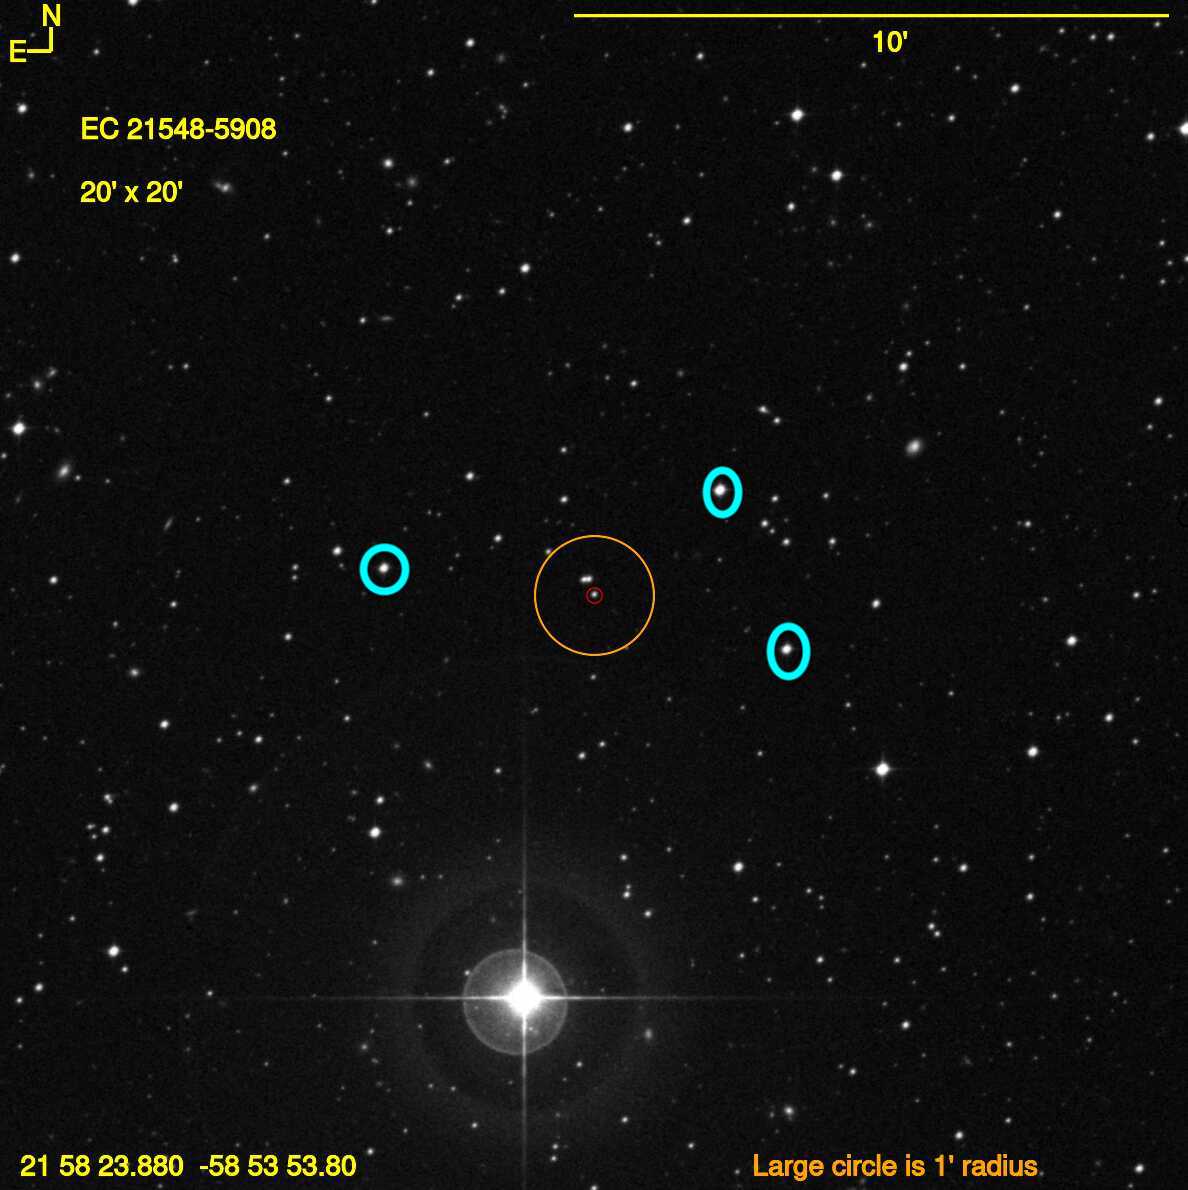 N
E
10'
EC 21548-5908
20' x 20'
21 58 23.880  -58 53 53.80
Large circle is 1' radius